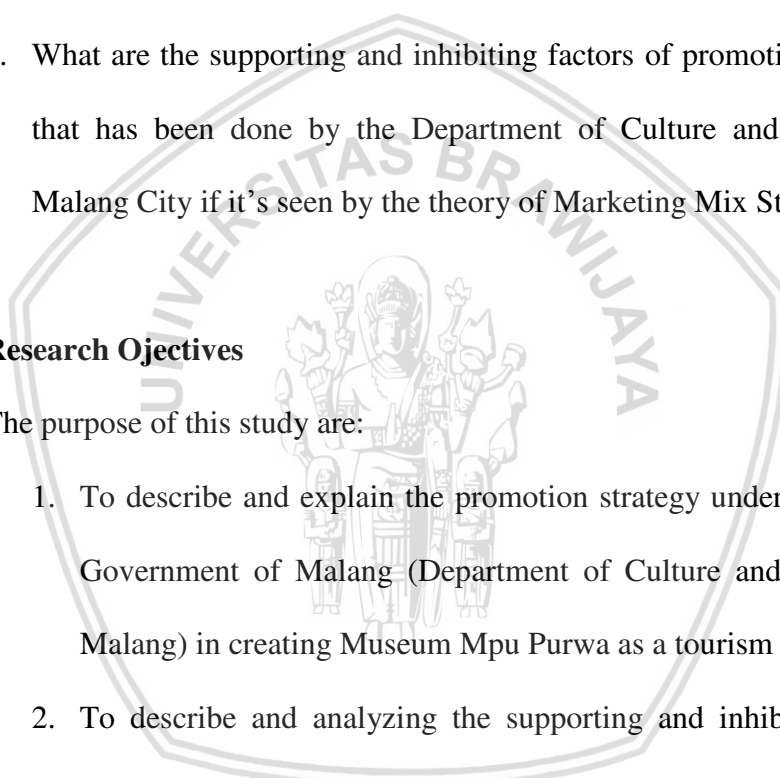 . What are the supporting and inhibiting factors of promoti
that has been done by the Department of Culture and
Malang City if it's seen by the theory of Marketing Mix St
UNIVERSITAS BRAWIJAYA
Research Ojectives
The purpose of this study are:
1. To describe and explain the promotion strategy under
Government of Malang (Department of Culture and
Malang) in creating Museum Mpu Purwa as a tourism
2. To describe and analyzing the supporting and inhib